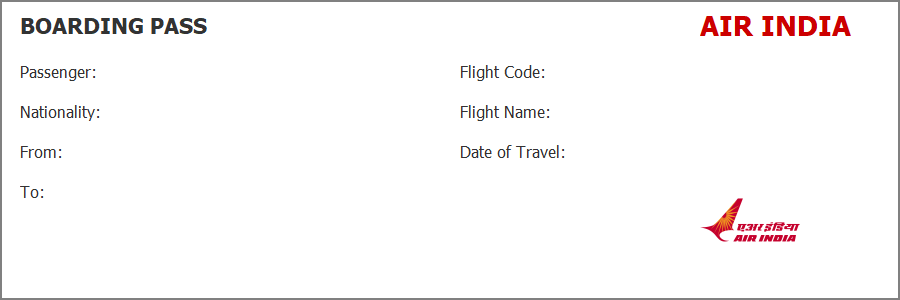 BOARDING PASS
AIR INDIA
Passenger:
Flight Code:
Nationality:
Flight Name:
From:
Date of Travel:
To:
एअर इंडिया
AIR INDIA